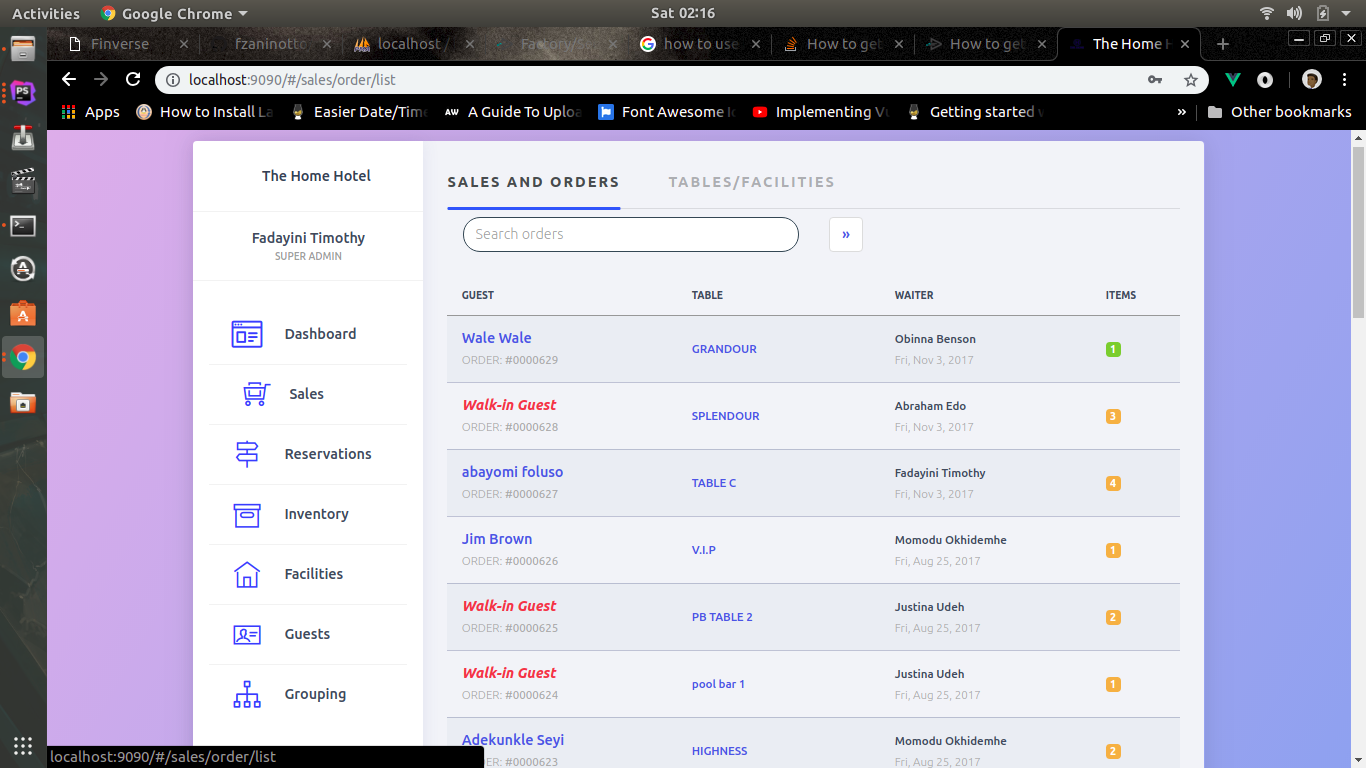 Activities Google Chrome Sat 02:16
Finverse fzaninotto localhost / Factory/S how to use How to get How to get The Home H
localhost:9090/#/sales/order/list
Apps How to Install La Easier Date/Time A Guide To Uploa Font Awesome Ic Implementing Vu Getting started w » Other bookmarks
The Home Hotel
Fadayini Timothy
SUPER ADMIN
Dashboard
Sales
Reservations
Inventory
Facilities
Guests
Grouping
SALES AND ORDERS TABLES/FACILITIES
Search orders »
GUEST TABLE WAITER ITEMS
Wale Wale
ORDER: #0000629
GRANDOUR
Obinna Benson
Fri, Nov 3, 2017
1
Walk-in Guest
ORDER: #0000628
SPLENDOUR
Abraham Edo
Fri, Nov 3, 2017
3
abayomi foluso
ORDER: #0000627
TABLE C
Fadayini Timothy
Fri, Nov 3, 2017
4
Jim Brown
ORDER: #0000626
V.I.P
Momodu Okhidemhe
Fri, Aug 25, 2017
1
Walk-in Guest
ORDER: #0000625
PB TABLE 2
Justina Udeh
Fri, Aug 25, 2017
2
Walk-in Guest
ORDER: #0000624
pool bar 1
Justina Udeh
Fri, Aug 25, 2017
1
Adekunkle Seyi
ORDER: #0000623
HIGHNESS
Momodu Okhidemhe
Fri, Aug 25, 2017
2
localhost:9090/#/sales/order/list